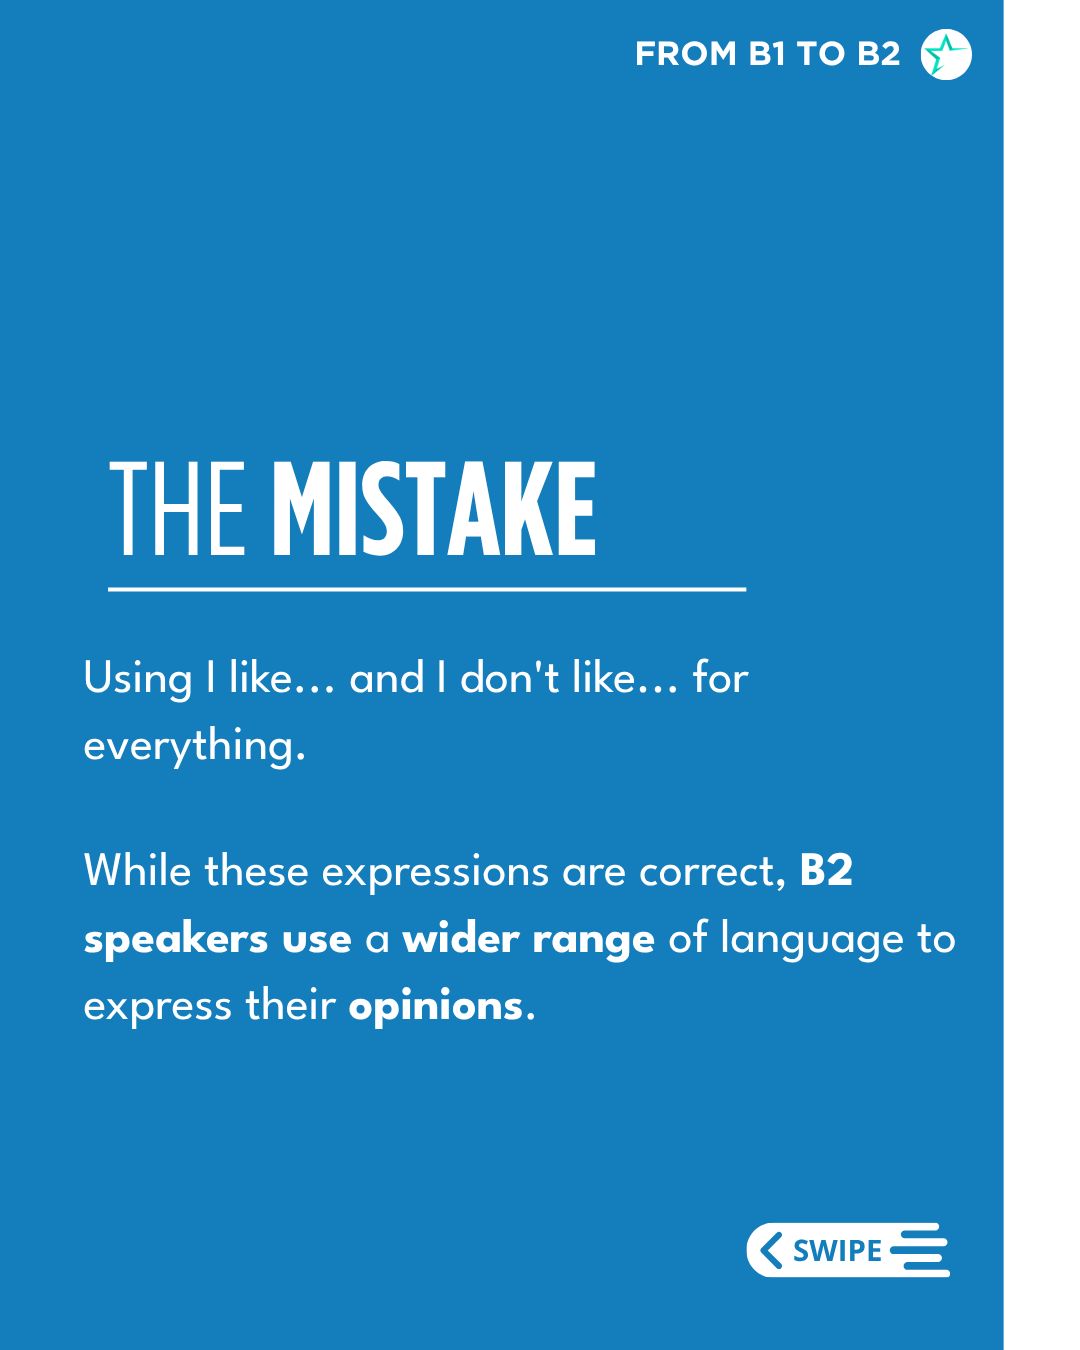 FROM B1 TO B2
THE MISTAKE
Using I like... and I don't like... for
everything.
While these expressions are correct, B2
speakers use a wider range of language to
express their opinions.
SWIPE